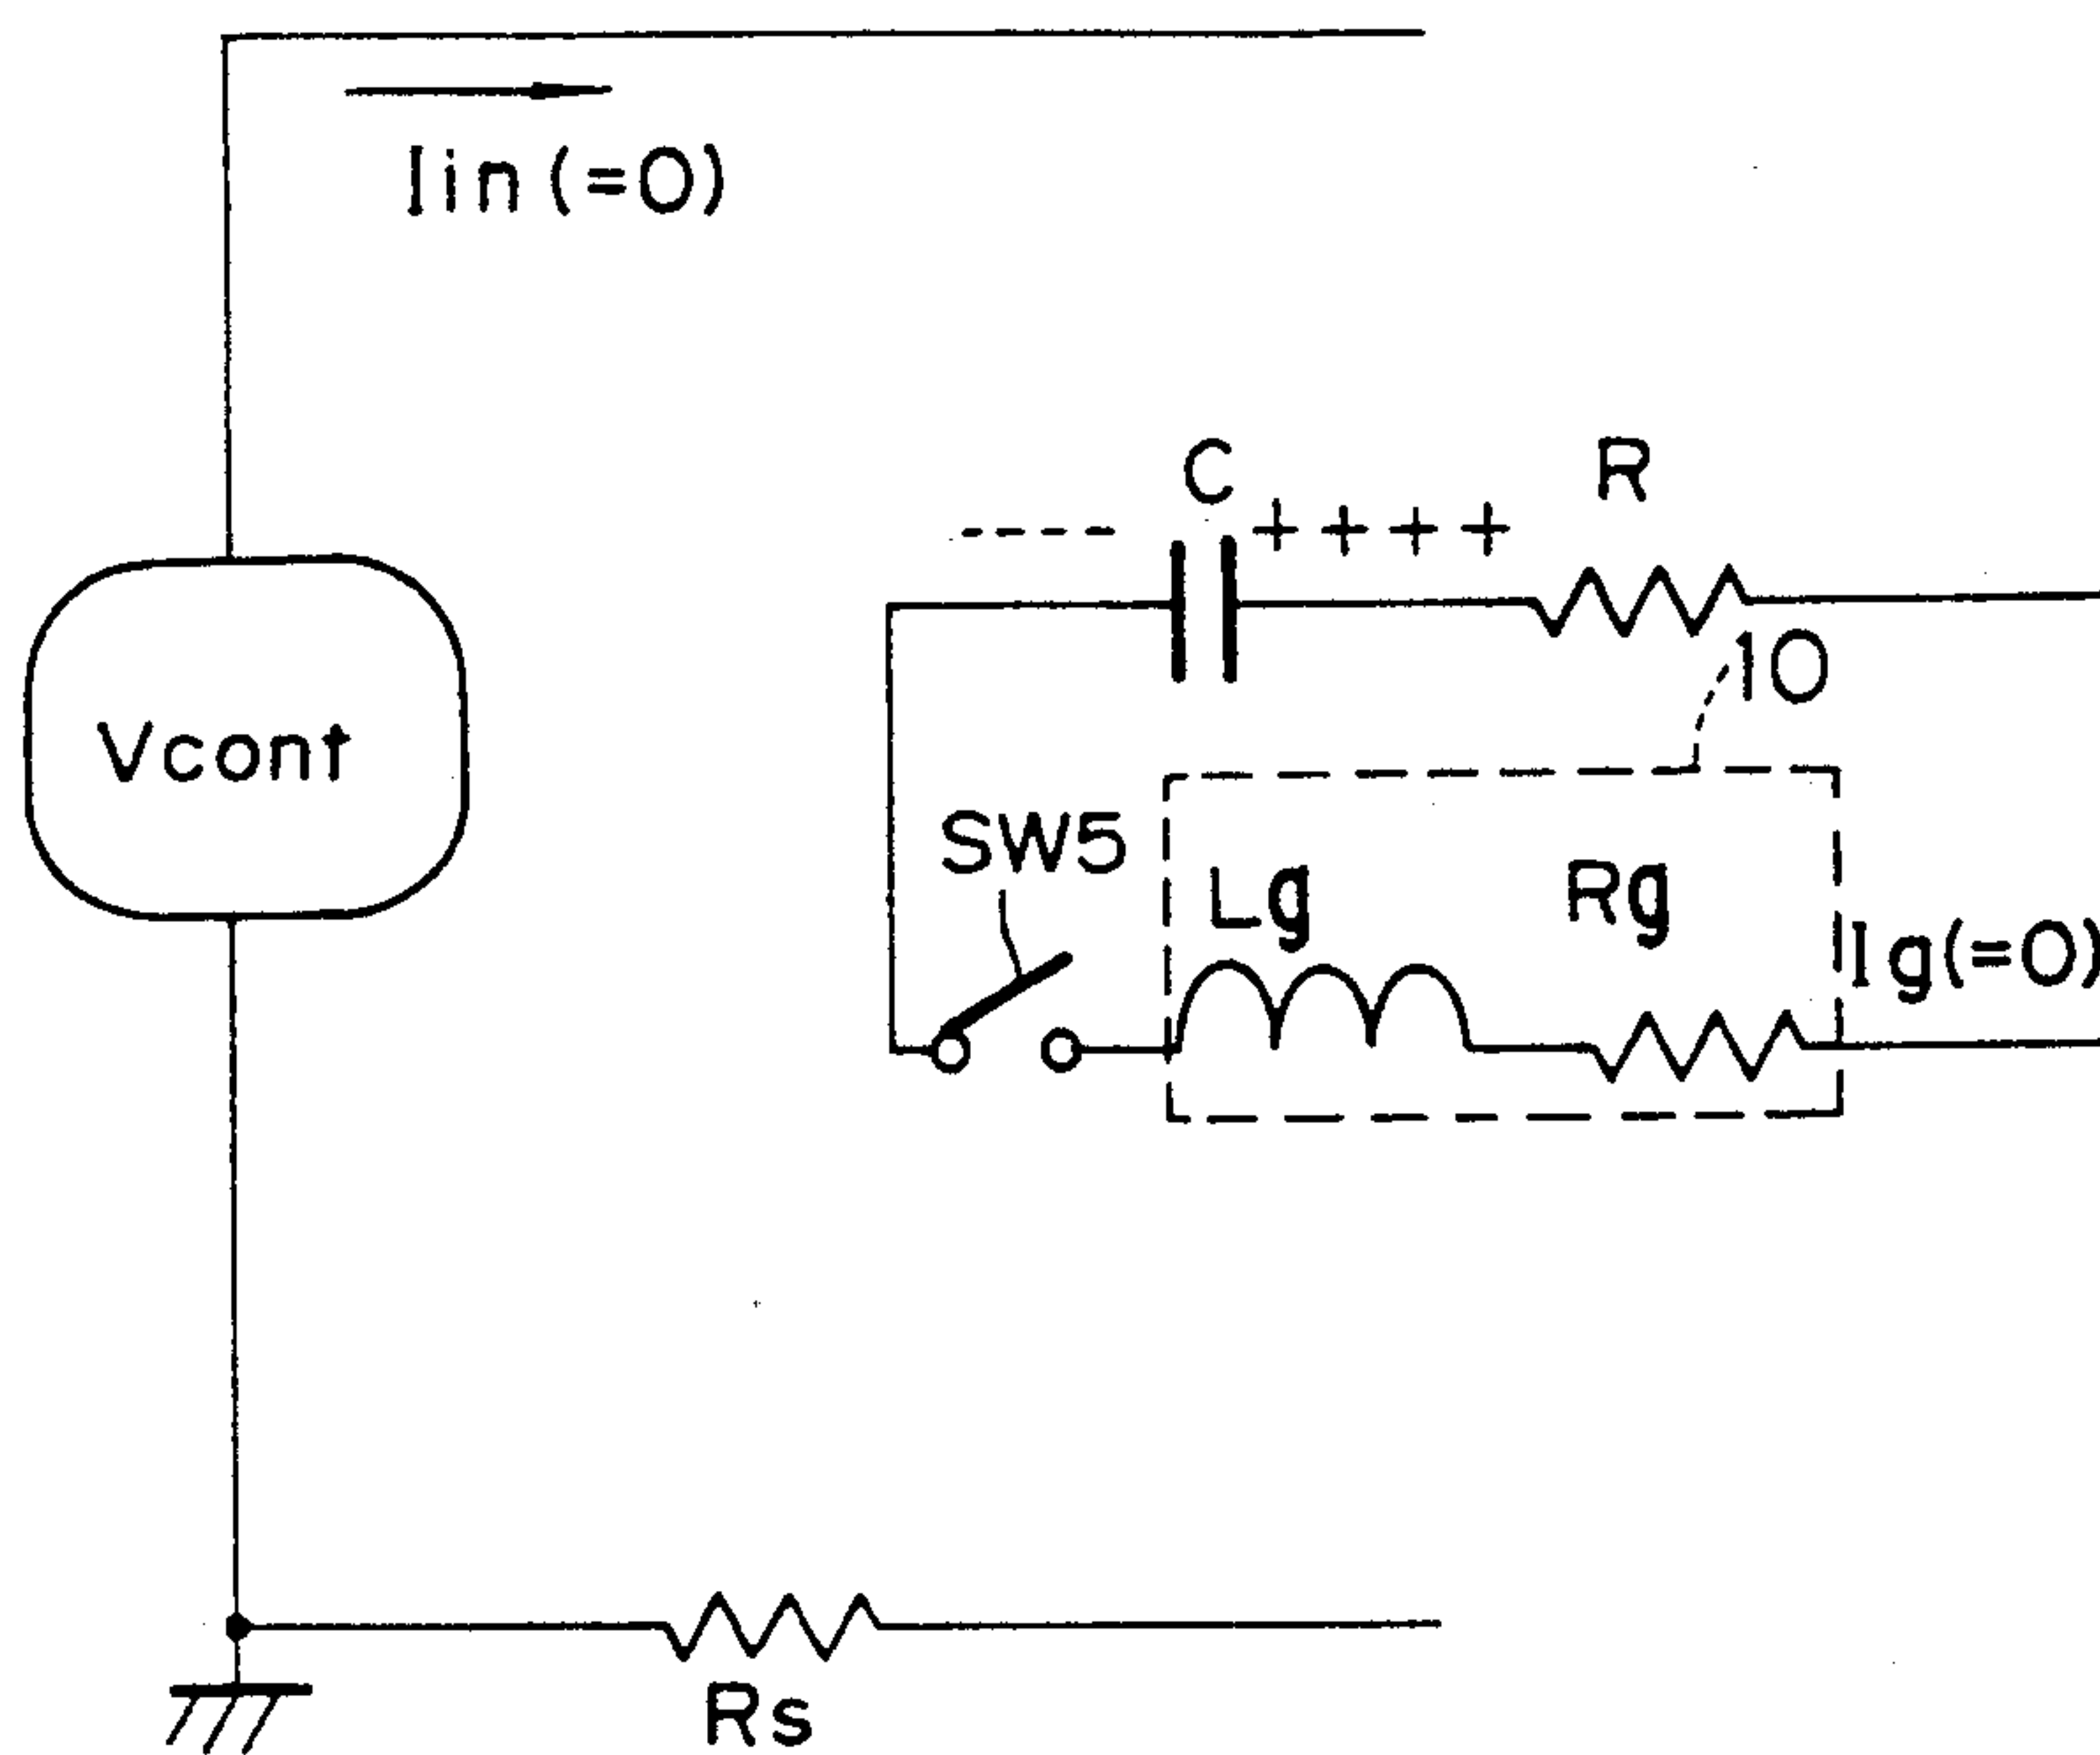 Iin(=0)
C
R
---- ++++
10
Vcont
SW5
Lg
Rg
Ig(=0)
Rs